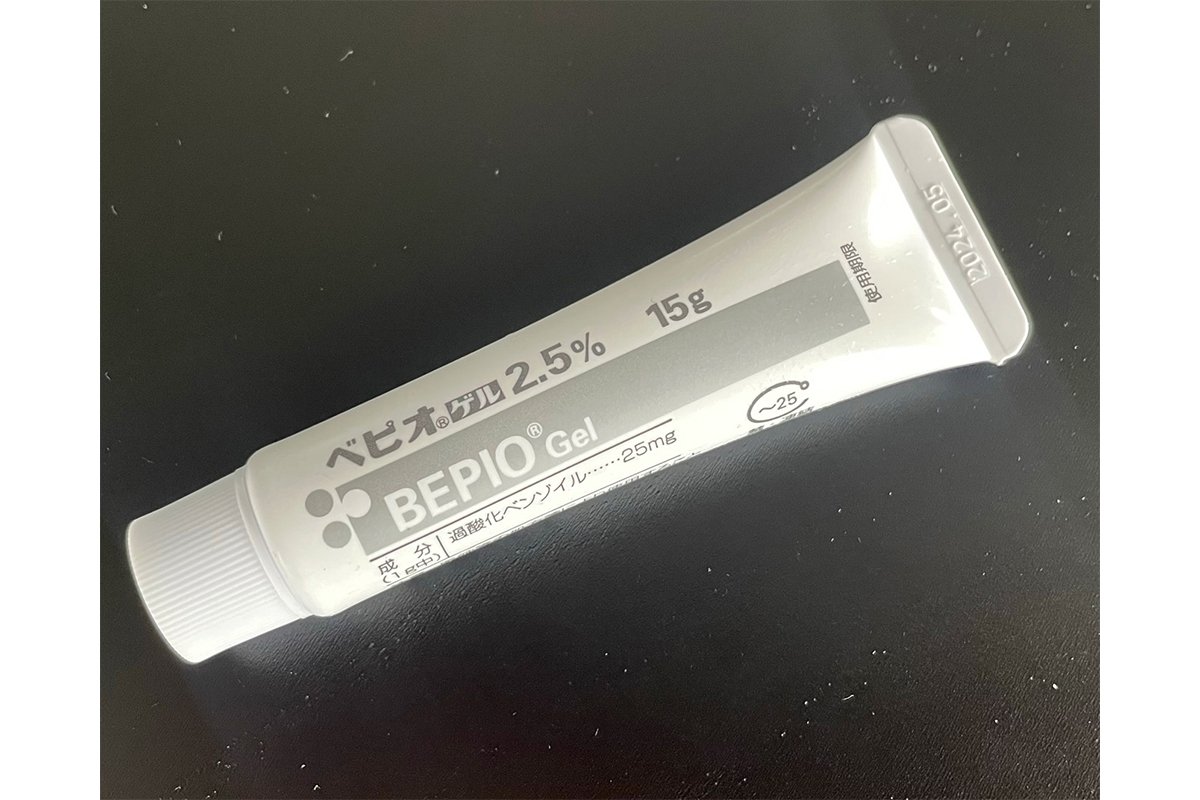 ベピオ®ゲル 2.5% 15g
BEPIO® Gel
成 分
(1g中)
過酸化ベンゾイル……25mg
~25
使用期限
2024.05